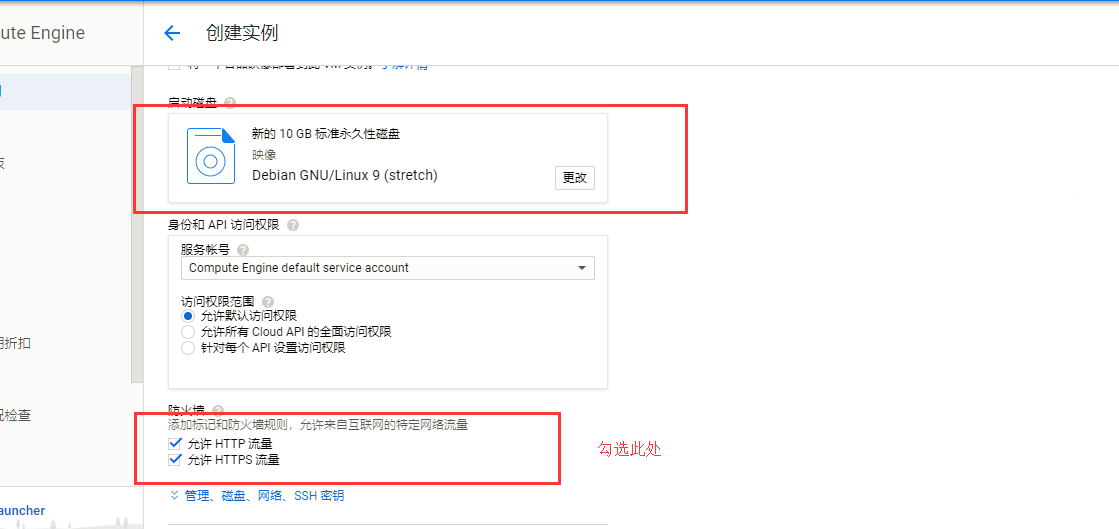 ute Engine
创建实例
了解详情
启动磁盘
新的 10 GB 标准永久性磁盘
映像
Debian GNU/Linux 9 (stretch)
更改
身份和 API 访问权限
服务帐号
Compute Engine default service account
访问权限范围
允许默认访问权限
允许所有 Cloud API 的全面访问权限
针对每个 API 设置访问权限
用折扣
况检查
防火墙
添加标记和防火墙规则，允许来自互联网的特定网络流量
允许 HTTP 流量
允许 HTTPS 流量
勾选此处
管理、磁盘、网络、SSH 密钥
auncher